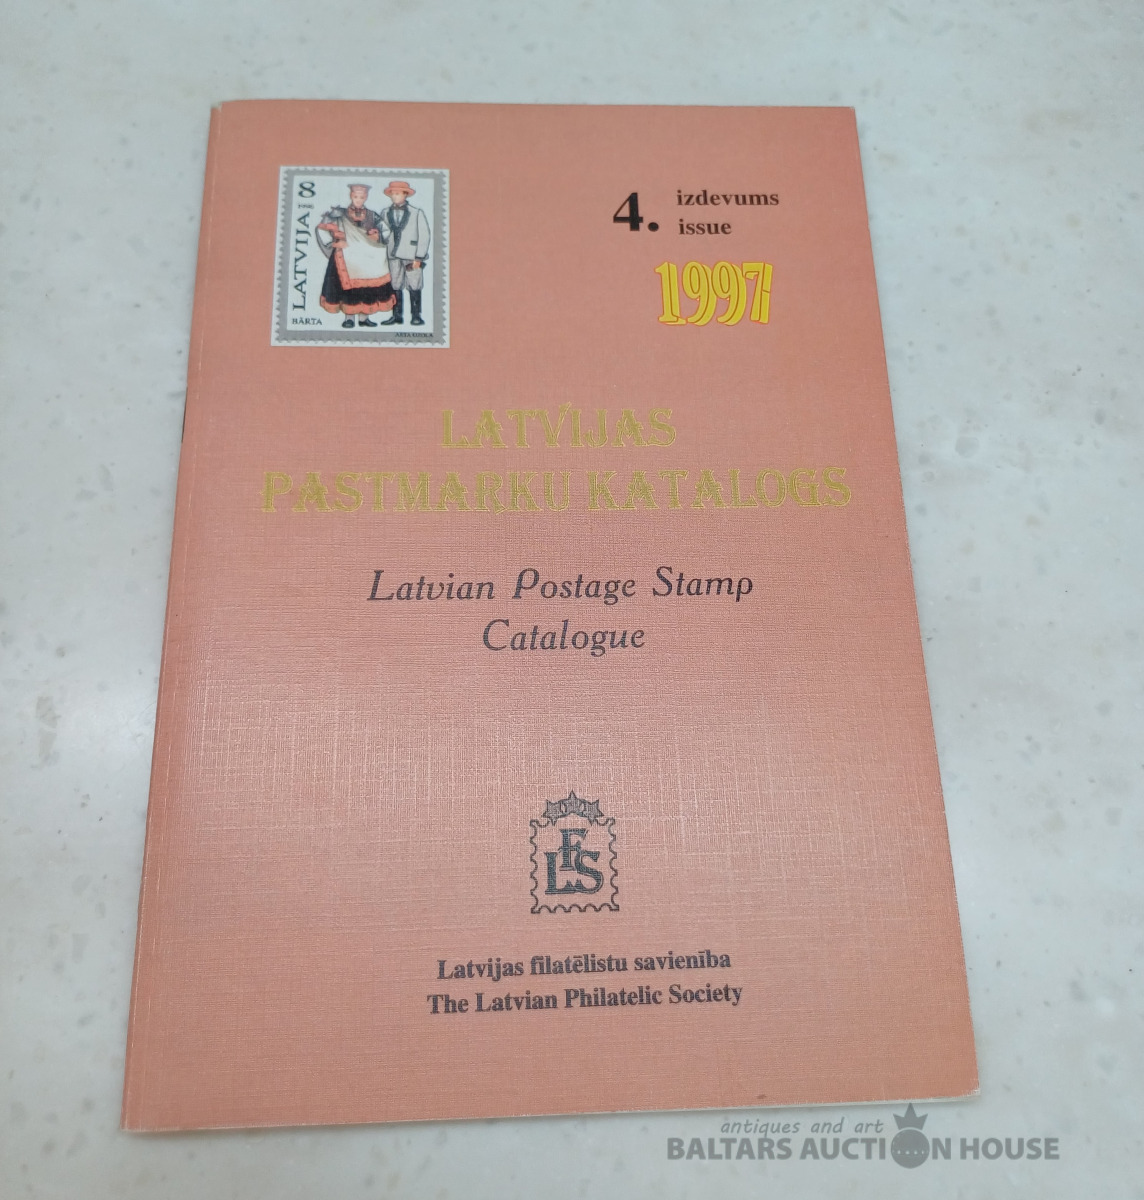 LATVIJA 8
BĀRTA
4. izdevums
issue
1997
LATVIJAS
PASTMARKU KATALOGS
Latvian Postage Stamp
Catalogue
LFS
Latvijas filatēlistu savienība
The Latvian Philatelic Society
antiques and art
BALTARS AUCTION HOUSE